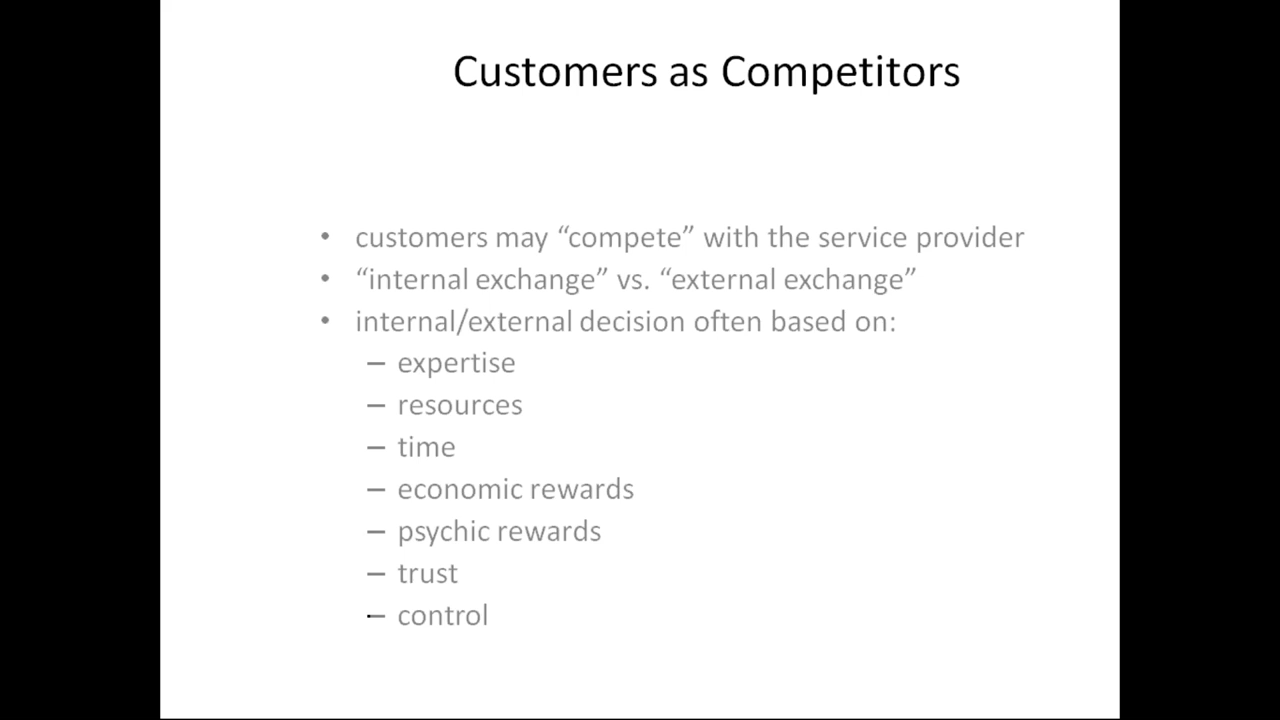 Customers as Competitors
• customers may “compete” with the service provider
• “internal exchange” vs. “external exchange”
• internal/external decision often based on:
– expertise
– resources
– time
– economic rewards
– psychic rewards
– trust
– control